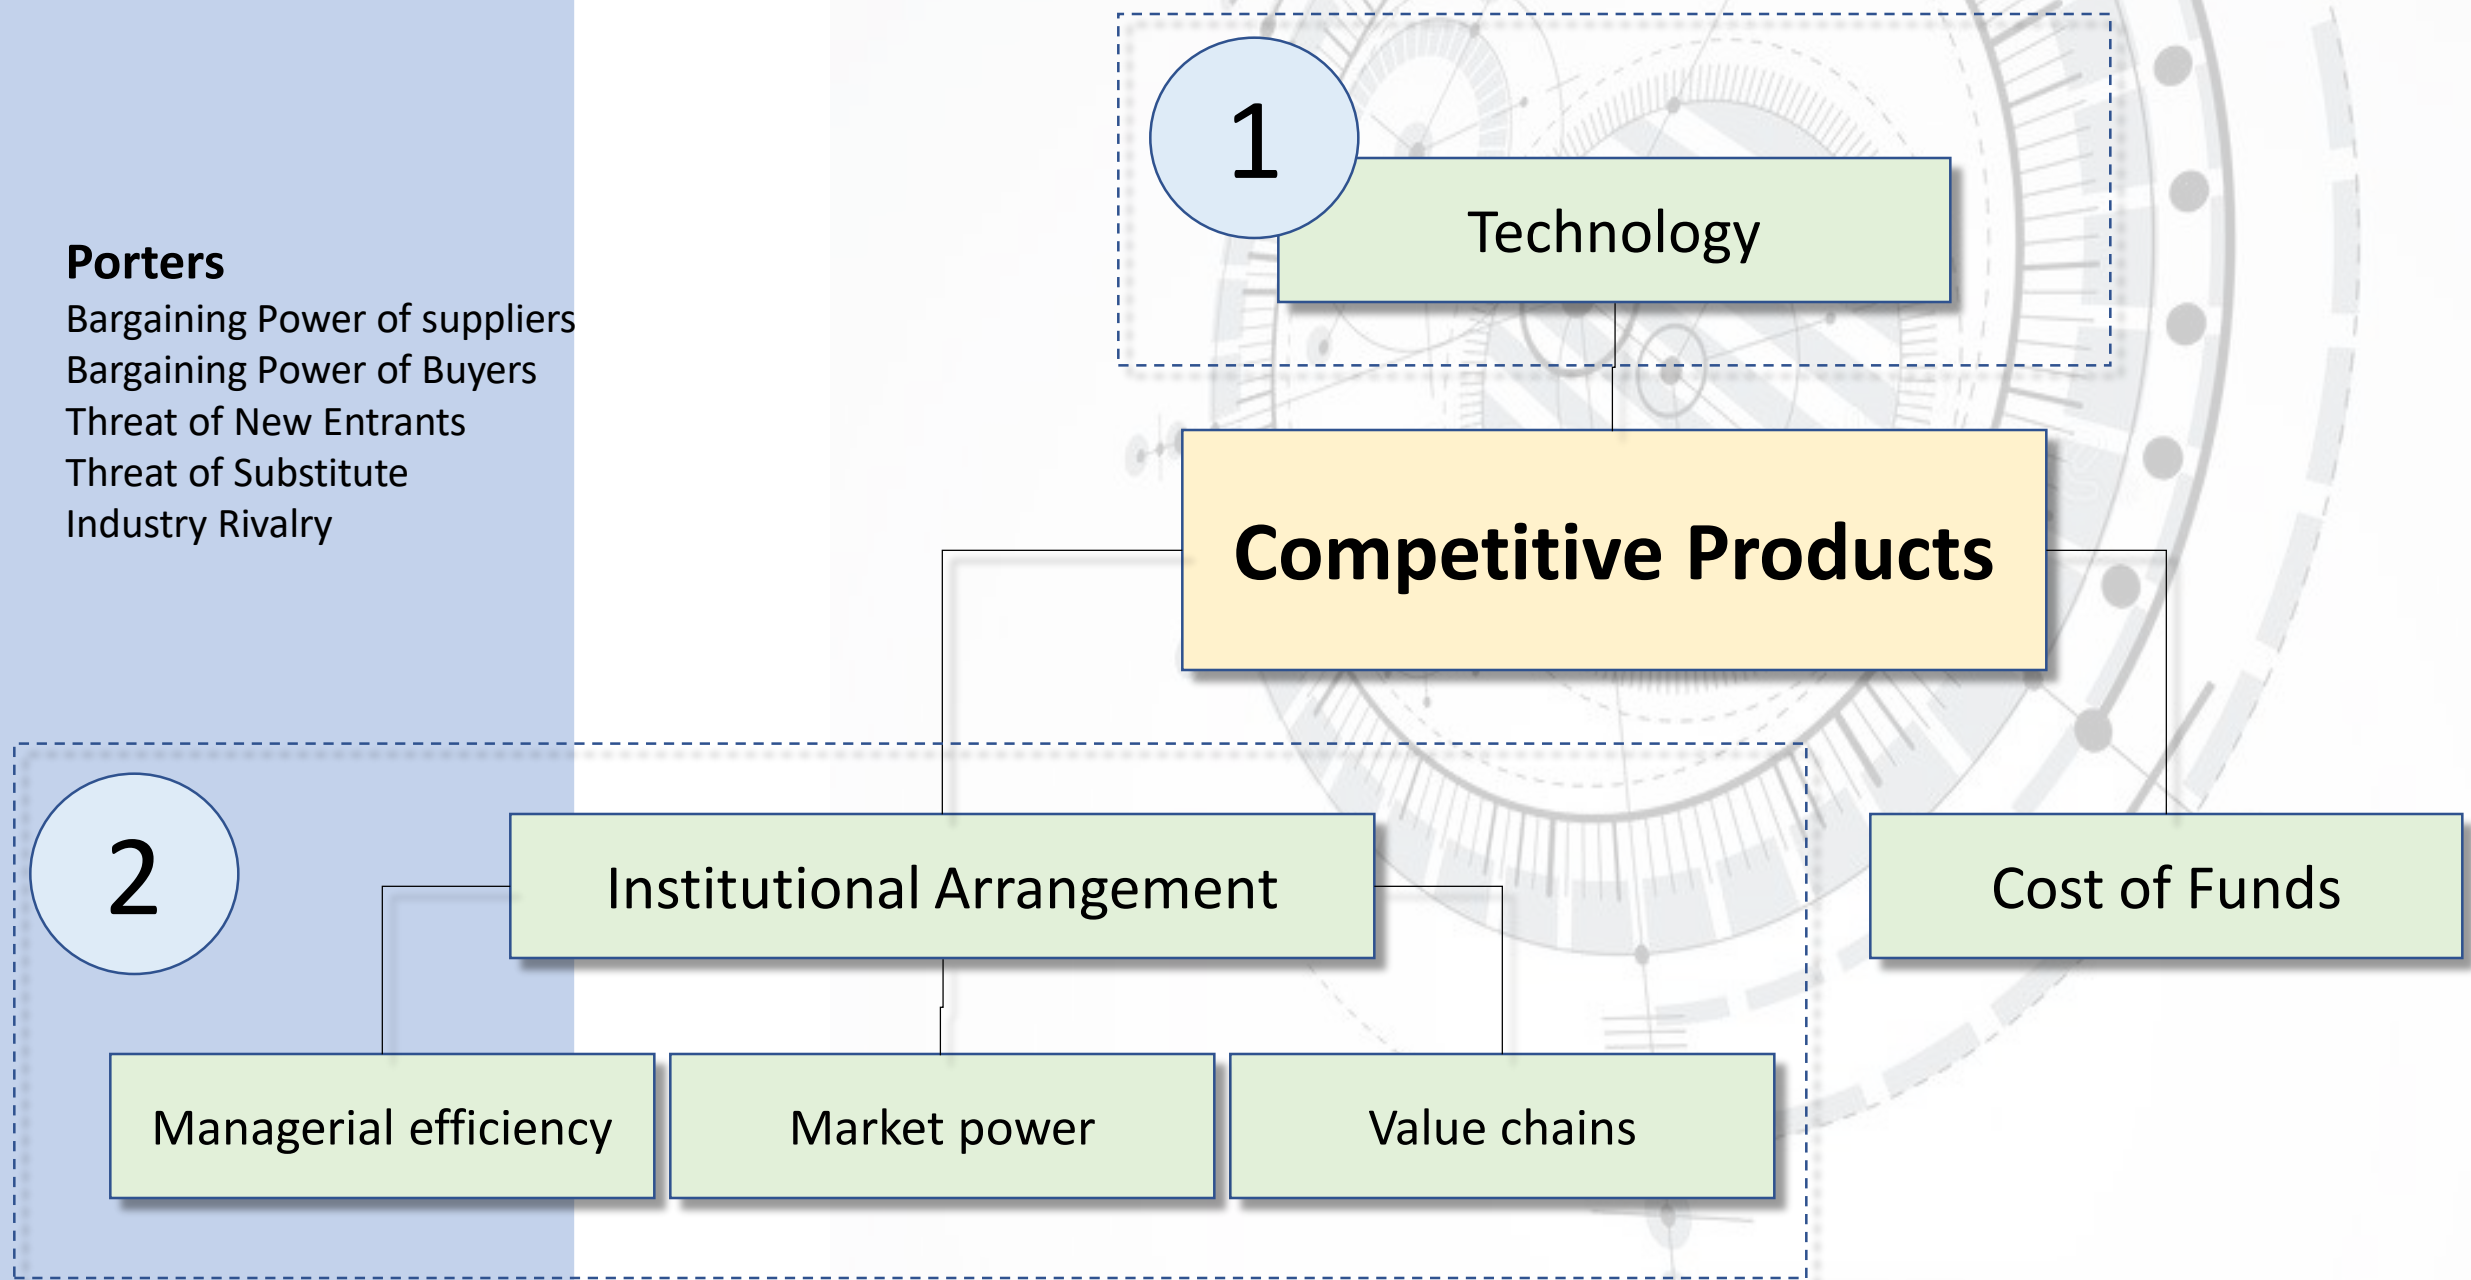 Porters
Bargaining Power of suppliers
Bargaining Power of Buyers
Threat of New Entrants
Threat of Substitute
Industry Rivalry
1
Technology
Competitive Products
2
Institutional Arrangement
Cost of Funds
Managerial efficiency
Market power
Value chains